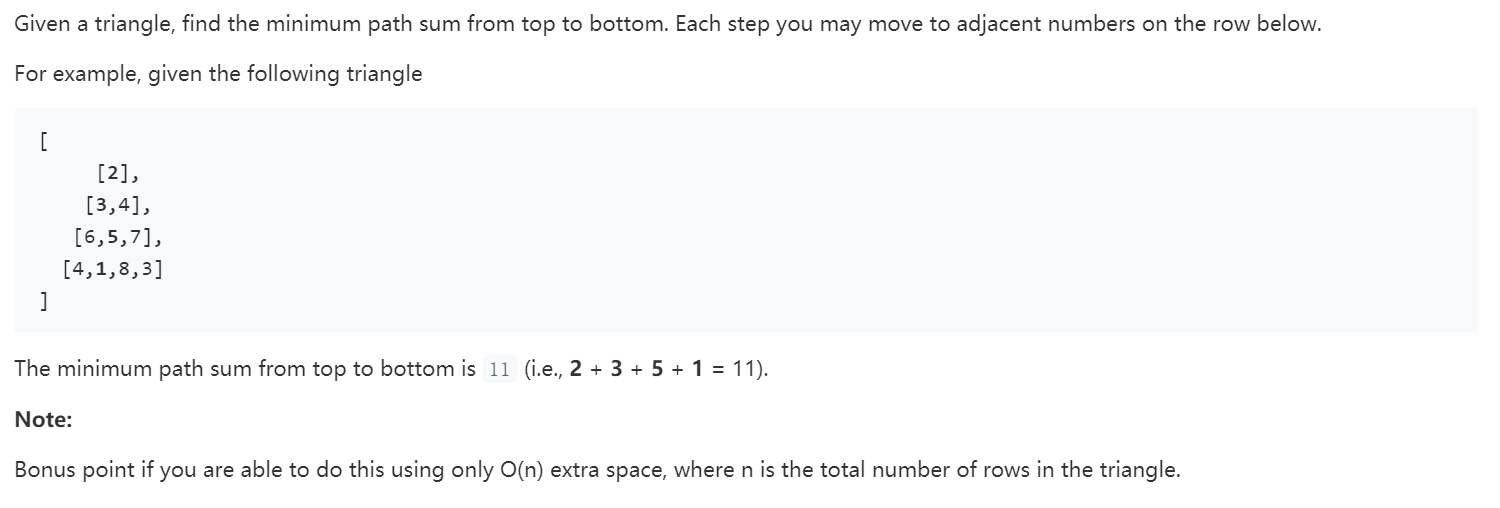 Given a triangle, find the minimum path sum from top to bottom. Each step you may move to adjacent numbers on the row below.
For example, given the following triangle
[
[2],
[3,4],
[6,5,7],
[4,1,8,3]
]
The minimum path sum from top to bottom is 11 (i.e., 2 + 3 + 5 + 1 = 11).
Note:
Bonus point if you are able to do this using only O(n) extra space, where n is the total number of rows in the triangle.